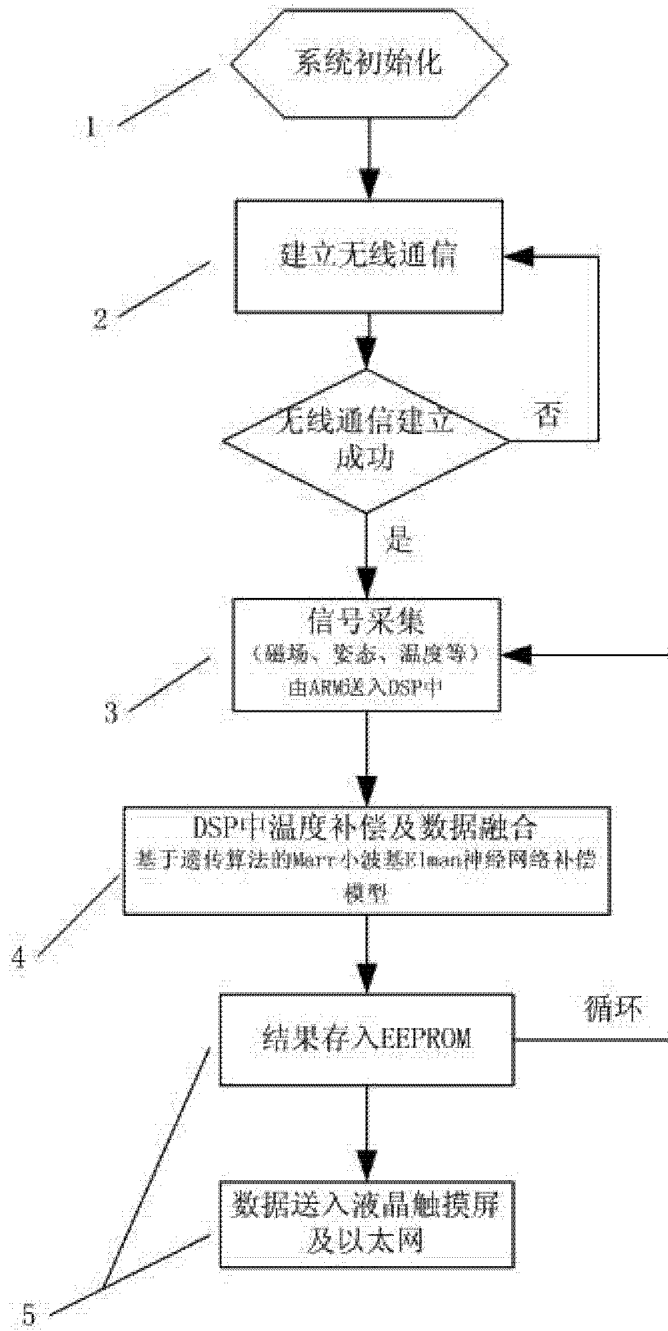 系统初始化
1
建立无线通信
2
无线通信建立
成功
否
是
信号采集
（磁场、姿态、温度等）
由ARM送入DSP中
3
DSP中温度补偿及数据融合
基于遗传算法的Marr小波基Elman神经网络补偿
模型
4
结果存入EEPROM
循环
数据送入液晶触摸屏
及以太网
5